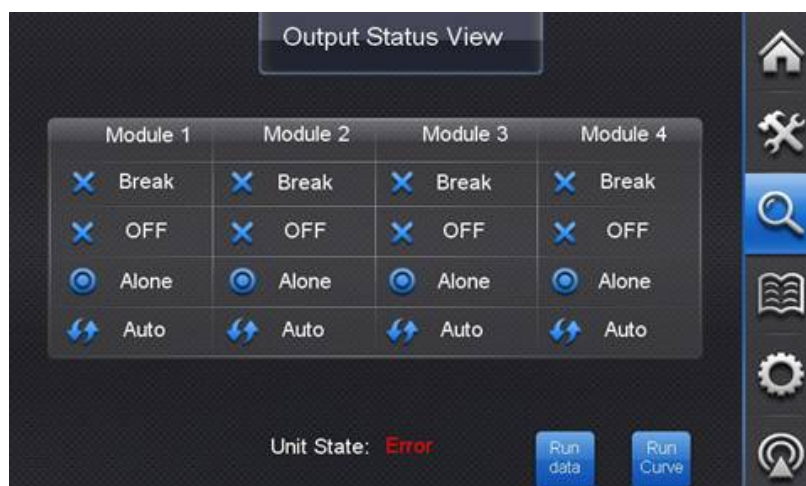 Output Status View
Module 1 Module 2 Module 3 Module 4
Break Break Break Break
OFF OFF OFF OFF
Alone Alone Alone Alone
Auto Auto Auto Auto
Unit State: Error
Run data
Run Curve